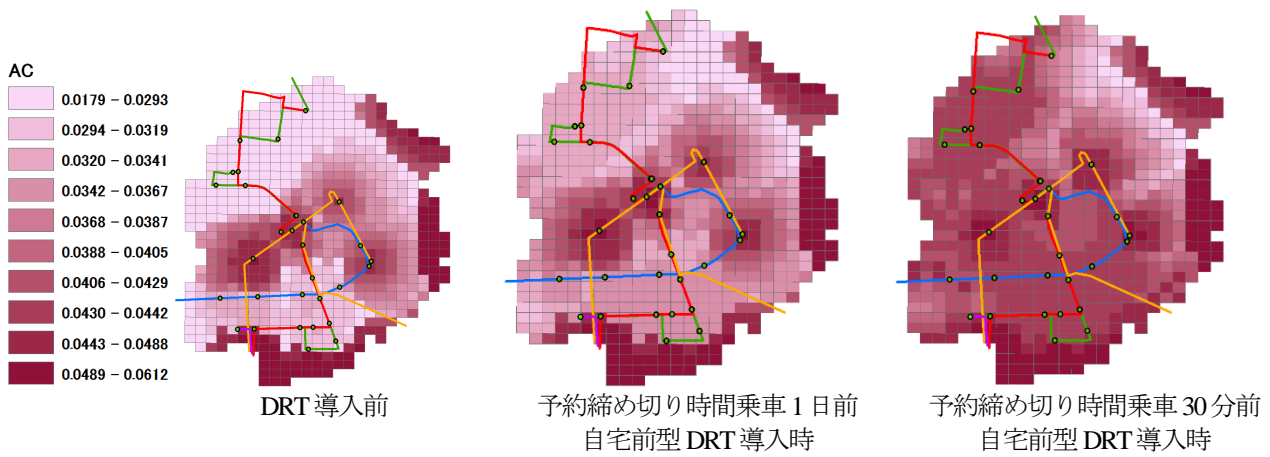 AC
0.0179 – 0.0293
0.0294 – 0.0319
0.0320 – 0.0341
0.0342 – 0.0367
0.0368 – 0.0387
0.0388 – 0.0405
0.0406 – 0.0429
0.0430 – 0.0442
0.0443 – 0.0488
0.0489 – 0.0612
DRT 導入前
予約締め切り時間乗車 1 日前
自宅前型 DRT 導入時
予約締め切り時間乗車 30 分前
自宅前型 DRT 導入時